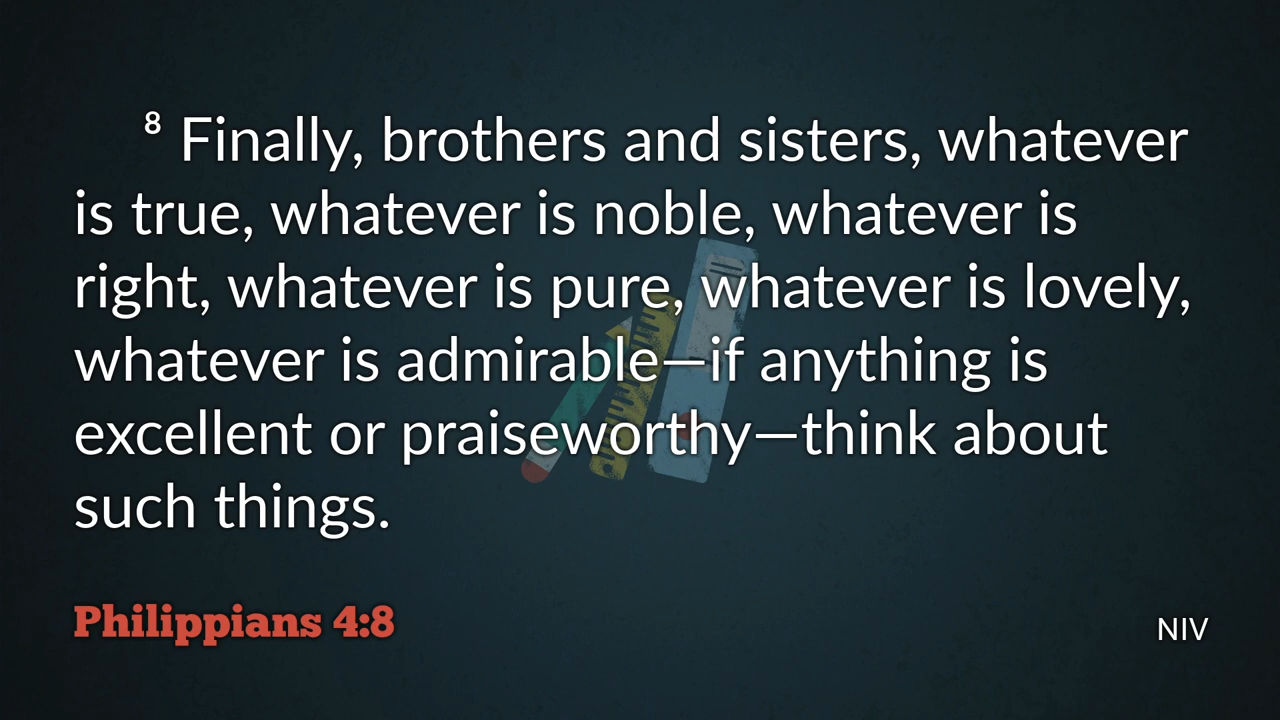 ⁸ Finally, brothers and sisters, whatever
is true, whatever is noble, whatever is
right, whatever is pure, whatever is lovely,
whatever is admirable—if anything is
excellent or praiseworthy—think about
such things.
Philippians 4:8
NIV